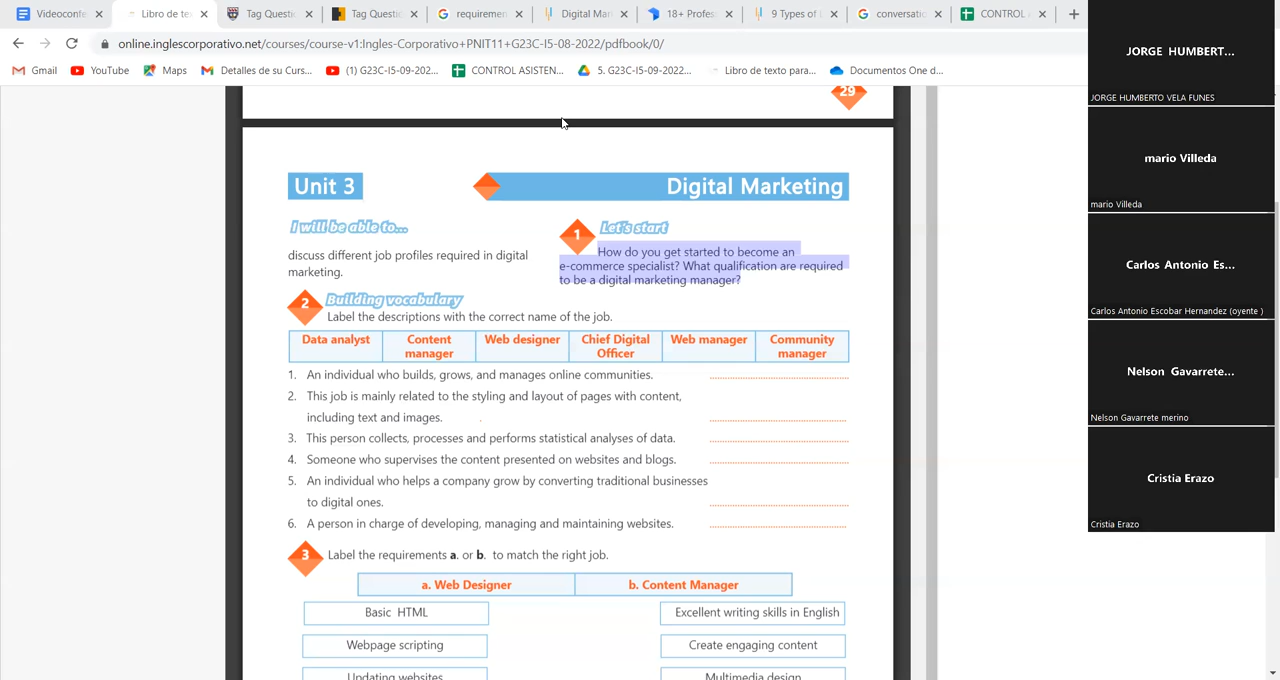 Videoconfe
Libro de te
Tag Questi
Tag Questi
requiremen
Digital Mar
18+ Profes
9 Types of
conversati
CONTROL
online.inglescorporativo.net/courses/course-v1:Ingles-Corporativo+PNIT11+G23C-I5-08-2022/pdfbook/0/
Gmail
YouTube
Maps
Detalles de su Curs...
(1) G23C-I5-09-202...
CONTROL ASISTEN...
5. G23C-I5-09-2022...
Libro de texto para...
Documentos One d...
29
Unit 3
Digital Marketing
I will be able to...
discuss different job profiles required in digital
marketing.
1 Let's start
How do you get started to become an
e-commerce specialist? What qualification are required
to be a digital marketing manager?
2 Building vocabulary
Label the descriptions with the correct name of the job.
Data analyst
Content
manager
Web designer
Chief Digital
Officer
Web manager
Community
manager
1. An individual who builds, grows, and manages online communities.
2. This job is mainly related to the styling and layout of pages with content,
including text and images.
3. This person collects, processes and performs statistical analyses of data.
4. Someone who supervises the content presented on websites and blogs.
5. An individual who helps a company grow by converting traditional businesses
to digital ones.
6. A person in charge of developing, managing and maintaining websites.
3 Label the requirements a. or b. to match the right job.
a. Web Designer
b. Content Manager
Basic HTML
Excellent writing skills in English
Webpage scripting
Create engaging content
Updating websites
Multimedia design
JORGE HUMBERT...
JORGE HUMBERTO VELA FUNES
mario Villeda
mario Villeda
Carlos Antonio Es...
Carlos Antonio Escobar Hernandez (oyente )
Nelson Gavarrete...
Nelson Gavarrete merino
Cristia Erazo
Cristia Erazo